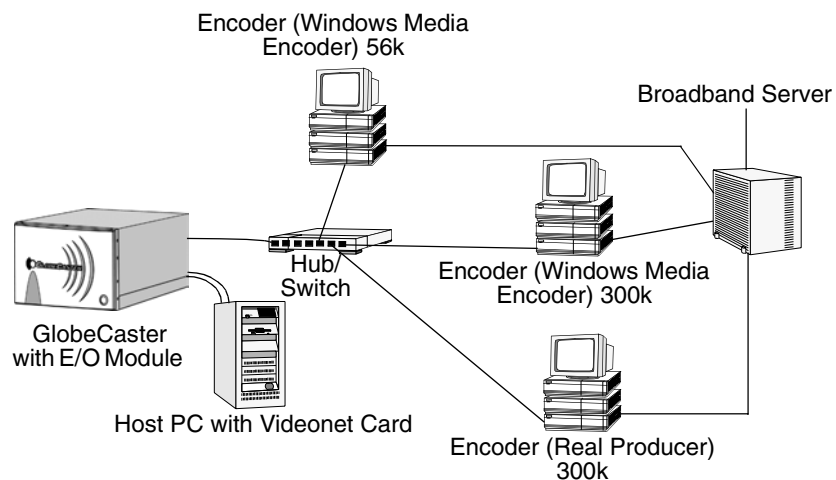 Encoder (Windows Media
Encoder) 56k
Broadband Server
Hub/
Switch
Encoder (Windows Media
Encoder) 300k
GlobeCaster
GlobeCaster
with E/O Module
Host PC with Videonet Card
Encoder (Real Producer)
300k